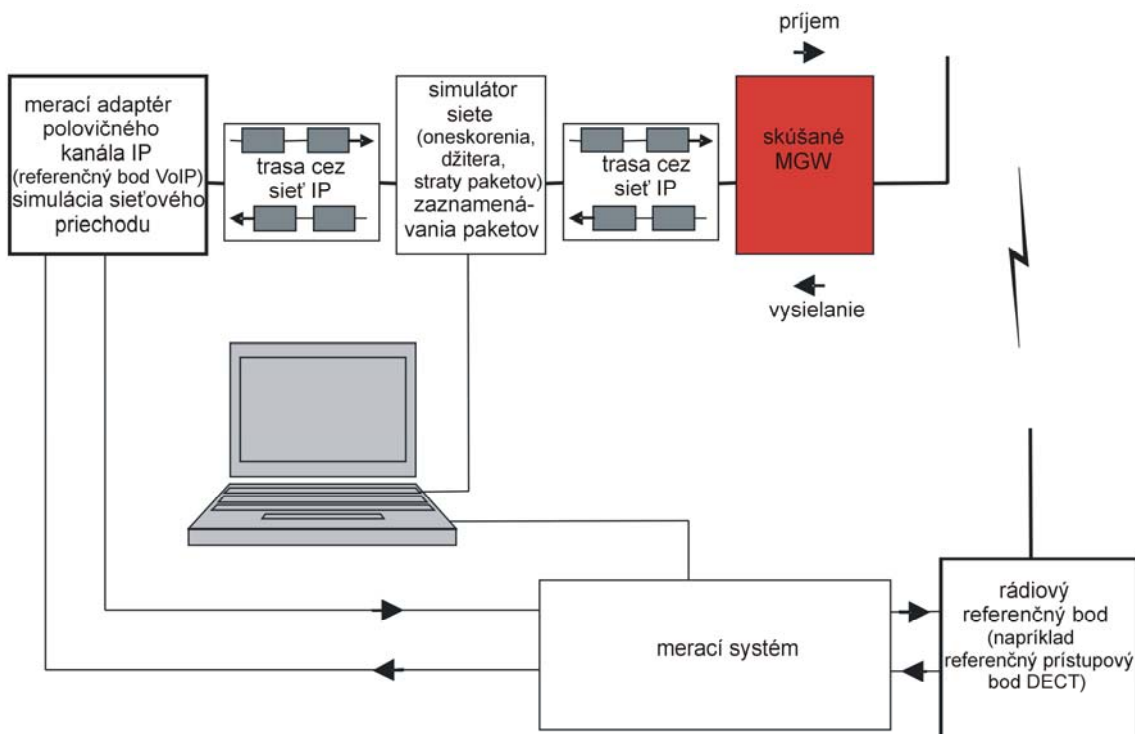 príjem
merací adaptér
polovičného
kanála IP
(referenčný bod VoIP)
simulácia sieťového
priechodu
trasa cez
sieť IP
simulátor
siete
(oneskorenia,
džitera,
straty paketov)
zaznamená-
vania paketov
trasa cez
sieť IP
skúšané
MGW
vysielanie
merací systém
rádiový
referenčný bod
(napríklad
referenčný prístupový
bod DECT)